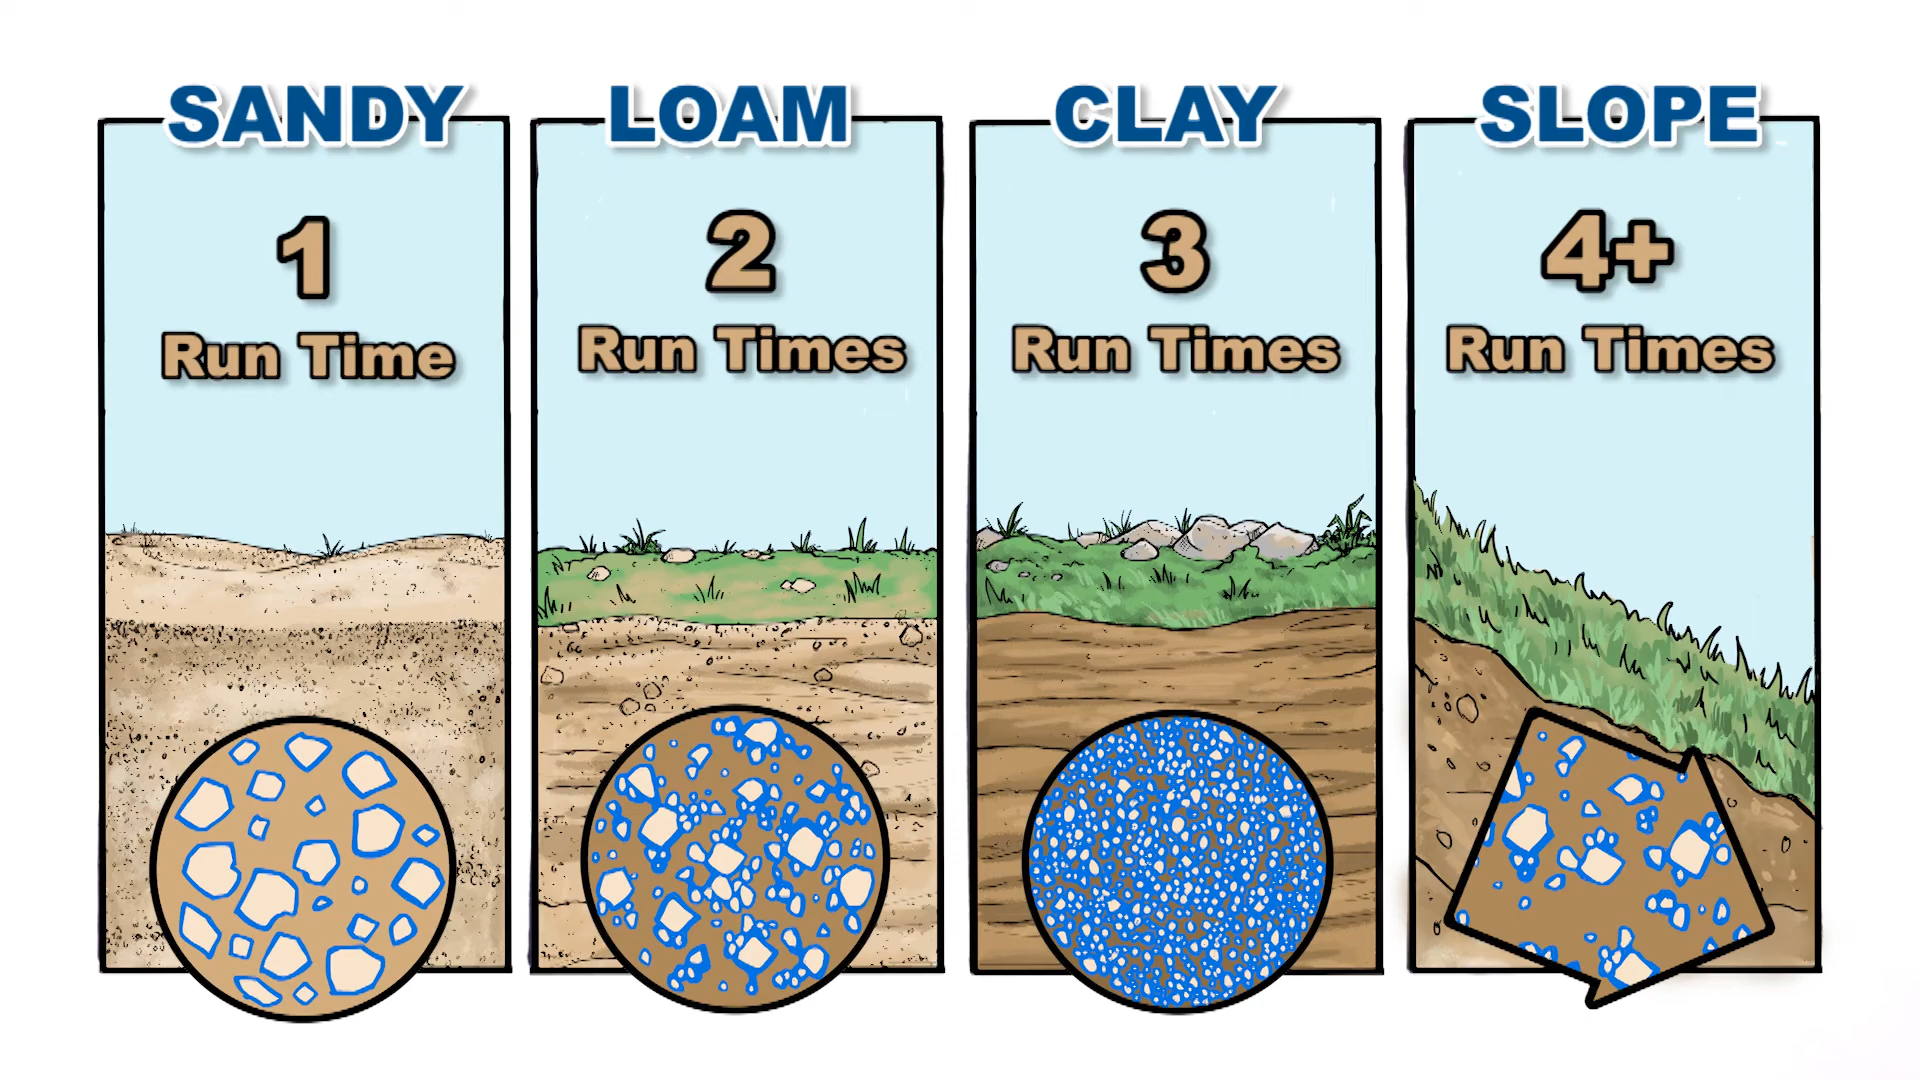 SANDY
1
Run Time
LOAM
2
Run Times
CLAY
3
Run Times
SLOPE
4+
Run Times